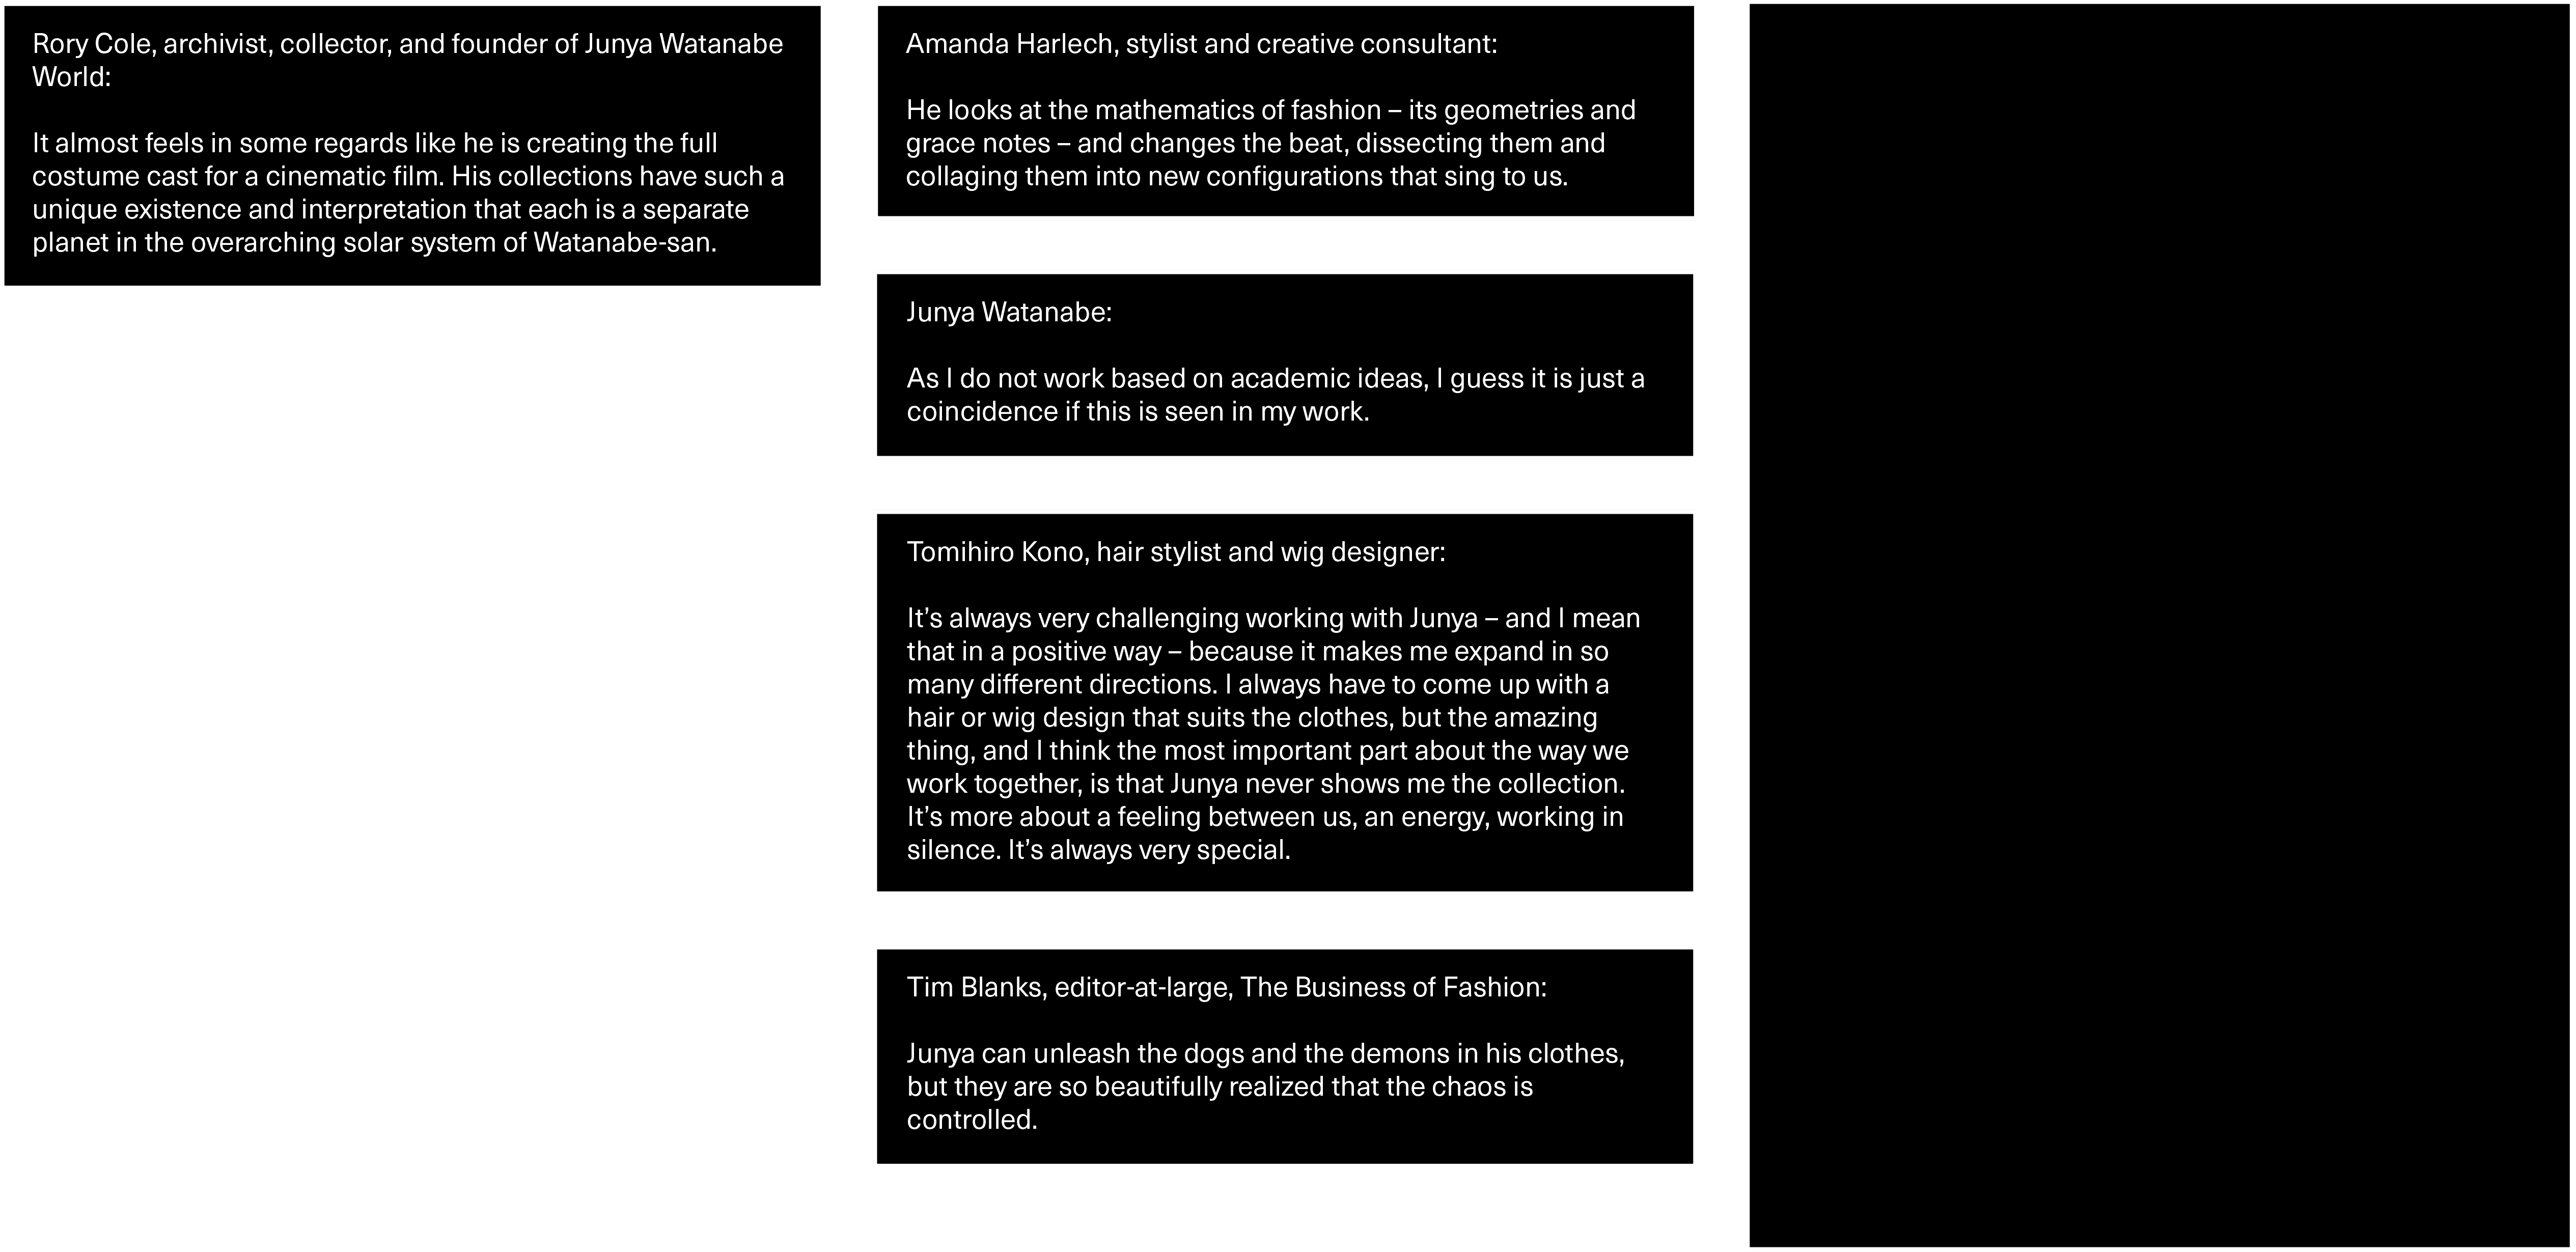 Rory Cole, archivist, collector, and founder of Junya Watanabe
World:
It almost feels in some regards like he is creating the full
costume cast for a cinematic film. His collections have such a
unique existence and interpretation that each is a separate
planet in the overarching solar system of Watanabe-san.
Amanda Harlech, stylist and creative consultant:
He looks at the mathematics of fashion – its geometries and
grace notes – and changes the beat, dissecting them and
collaging them into new configurations that sing to us.
Junya Watanabe:
As I do not work based on academic ideas, I guess it is just a
coincidence if this is seen in my work.
Tomihiro Kono, hair stylist and wig designer:
It’s always very challenging working with Junya – and I mean
that in a positive way – because it makes me expand in so
many different directions. I always have to come up with a
hair or wig design that suits the clothes, but the amazing
thing, and I think the most important part about the way we
work together, is that Junya never shows me the collection.
It’s more about a feeling between us, an energy, working in
silence. It’s always very special.
Tim Blanks, editor-at-large, The Business of Fashion:
Junya can unleash the dogs and the demons in his clothes,
but they are so beautifully realized that the chaos is
controlled.